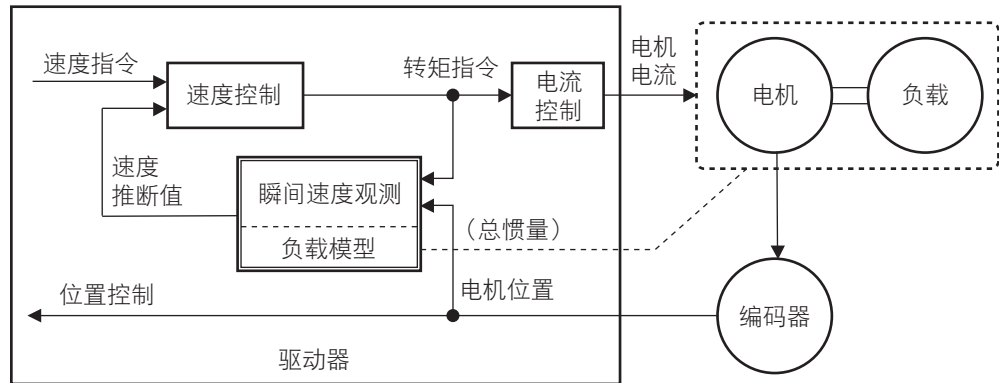 速度指令
速度控制
转矩指令
电流
控制
电机
电流
电机
负载
速度
推断值
瞬间速度观测
负载模型
（总惯量）
位置控制
电机位置
编码器
驱动器